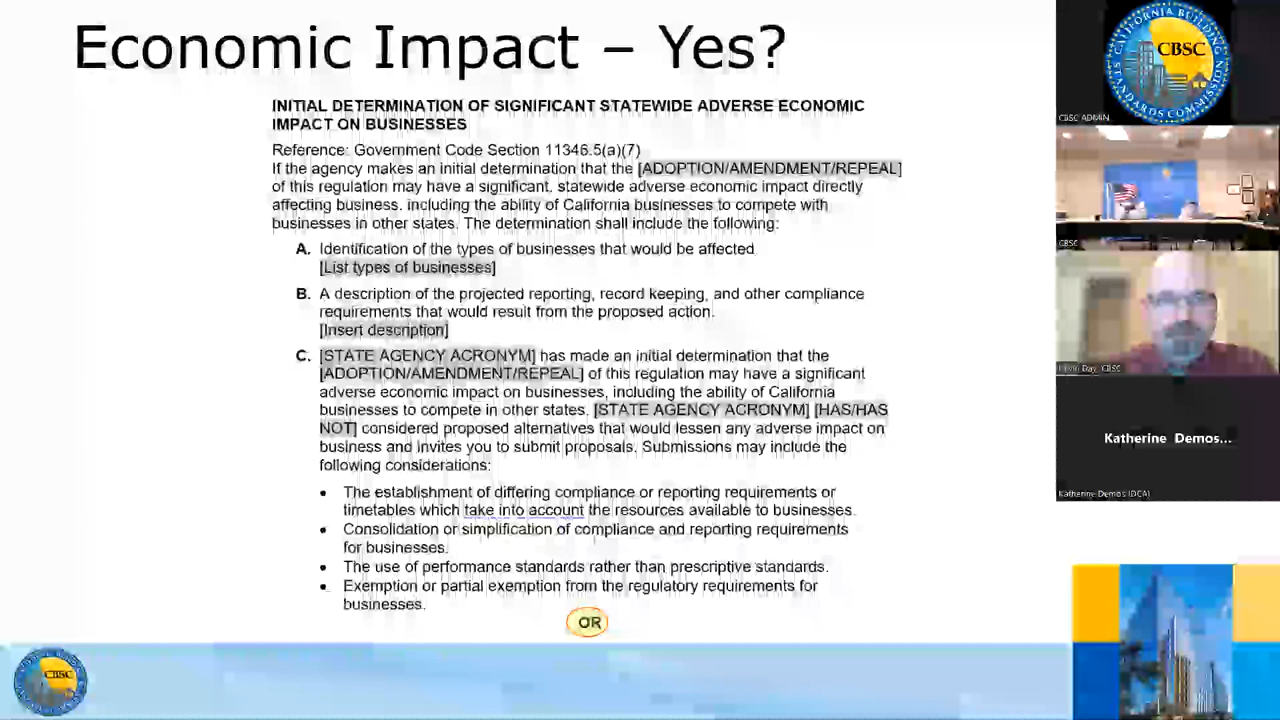 Economic Impact – Yes?
INITIAL DETERMINATION OF SIGNIFICANT STATEWIDE ADVERSE ECONOMIC
IMPACT ON BUSINESSES
Reference: Government Code Section 11346.5(a)(7)
If the agency makes an initial determination that the [ADOPTION/AMENDMENT/REPEAL]
of this regulation may have a significant, statewide adverse economic impact directly
affecting business, including the ability of California businesses to compete with
businesses in other states. The determination shall include the following:
A. Identification of the types of businesses that would be affected.
[List types of businesses]
B. A description of the projected reporting, record keeping, and other compliance
requirements that would result from the proposed action.
[Insert description]
C. [STATE AGENCY ACRONYM] has made an initial determination that the
[ADOPTION/AMENDMENT/REPEAL] of this regulation may have a significant
adverse economic impact on businesses, including the ability of California
businesses to compete in other states. [STATE AGENCY ACRONYM] [HAS/HAS
NOT] considered proposed alternatives that would lessen any adverse impact on
business and invites you to submit proposals. Submissions may include the
following considerations:
• The establishment of differing compliance or reporting requirements or
timetables which take into account the resources available to businesses.
• Consolidation or simplification of compliance and reporting requirements
for businesses.
• The use of performance standards rather than prescriptive standards.
• Exemption or partial exemption from the regulatory requirements for
businesses.
OR
CBSC
CALIFORNIA BUILDING STANDARDS COMMISSION
CBSC
CBSC ADMIN
CBSC
Kevin Day, CBSC
Katherine Demos...
Katherine Demos (DCA)